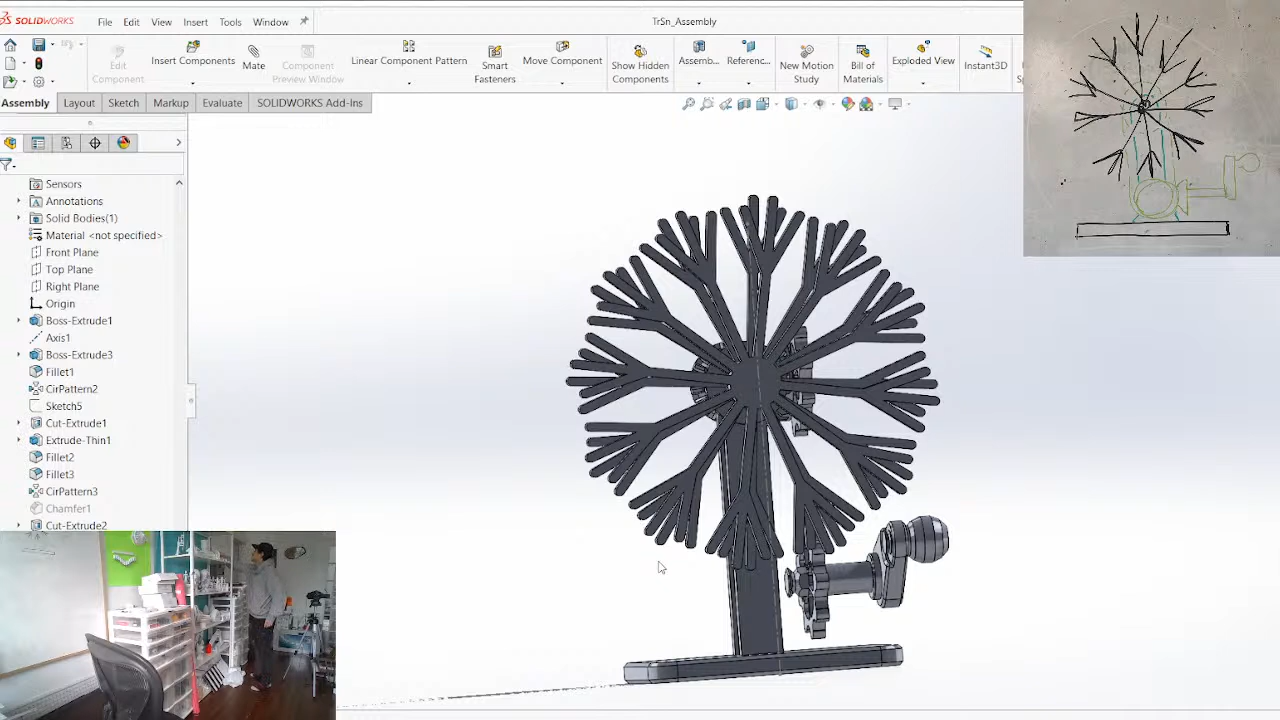 SOLIDWORKS File Edit View Insert Tools Window TrSn_Assembly
Edit Component
Insert Components
Mate
Component Preview Window
Linear Component Pattern
Smart Fasteners
Move Component
Show Hidden Components
Assemb...
Referenc...
New Motion Study
Bill of Materials
Exploded View
Instant3D
Assembly Layout Sketch Markup Evaluate SOLIDWORKS Add-Ins
Sensors
Annotations
Solid Bodies(1)
Material <not specified>
Front Plane
Top Plane
Right Plane
Origin
Boss-Extrude1
Axis1
Boss-Extrude3
Fillet1
CirPattern2
Sketch5
Cut-Extrude1
Extrude-Thin1
Fillet2
Fillet3
CirPattern3
Chamfer1
Cut-Extrude2